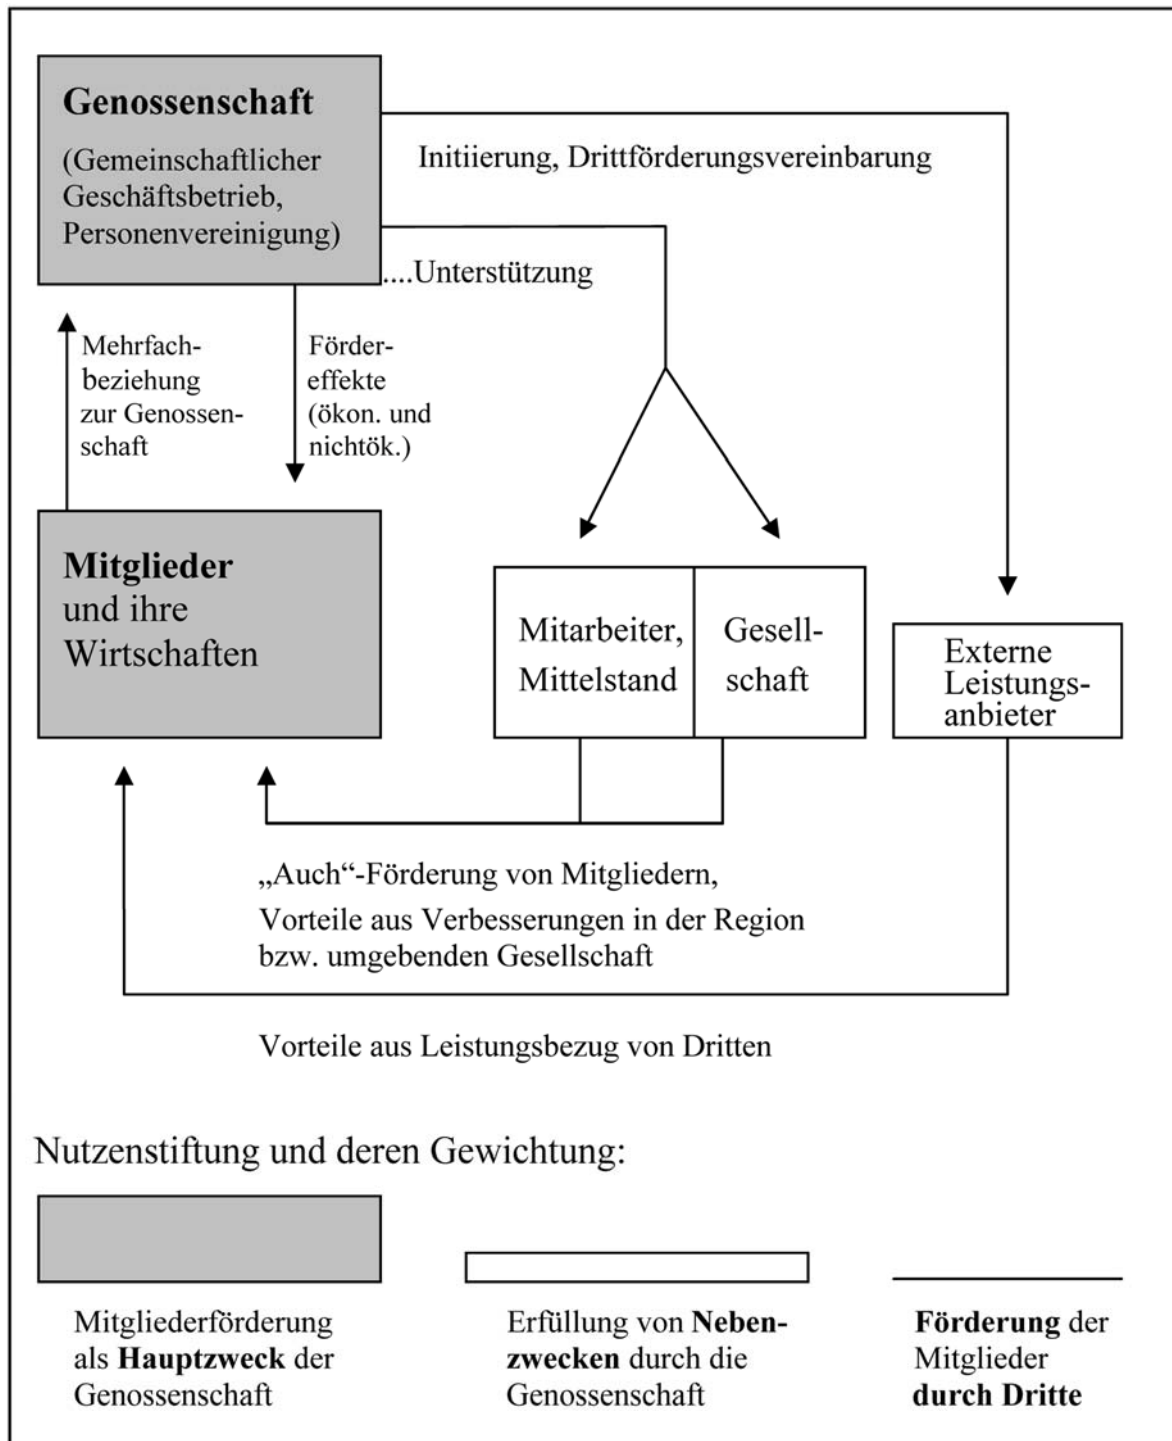 Genossenschaft
(Gemeinschaftlicher
Geschäftsbetrieb,
Personenvereinigung)
Initiierung, Drittförderungsvereinbarung
....Unterstützung
Mehrfach-
beziehung
zur Genossen-
schaft
Förder-
effekte
(ökon. und
nichtök.)
Mitglieder
und ihre
Wirtschaften
Mitarbeiter,
Mittelstand
Gesell-
schaft
Externe
Leistungs-
anbieter
„Auch“-Förderung von Mitgliedern,
Vorteile aus Verbesserungen in der Region
bzw. umgebenden Gesellschaft
Vorteile aus Leistungsbezug von Dritten
Nutzenstiftung und deren Gewichtung:
Mitgliederförderung
als Hauptzweck der
Genossenschaft
Erfüllung von Neben-
zwecken durch die
Genossenschaft
Förderung der
Mitglieder
durch Dritte